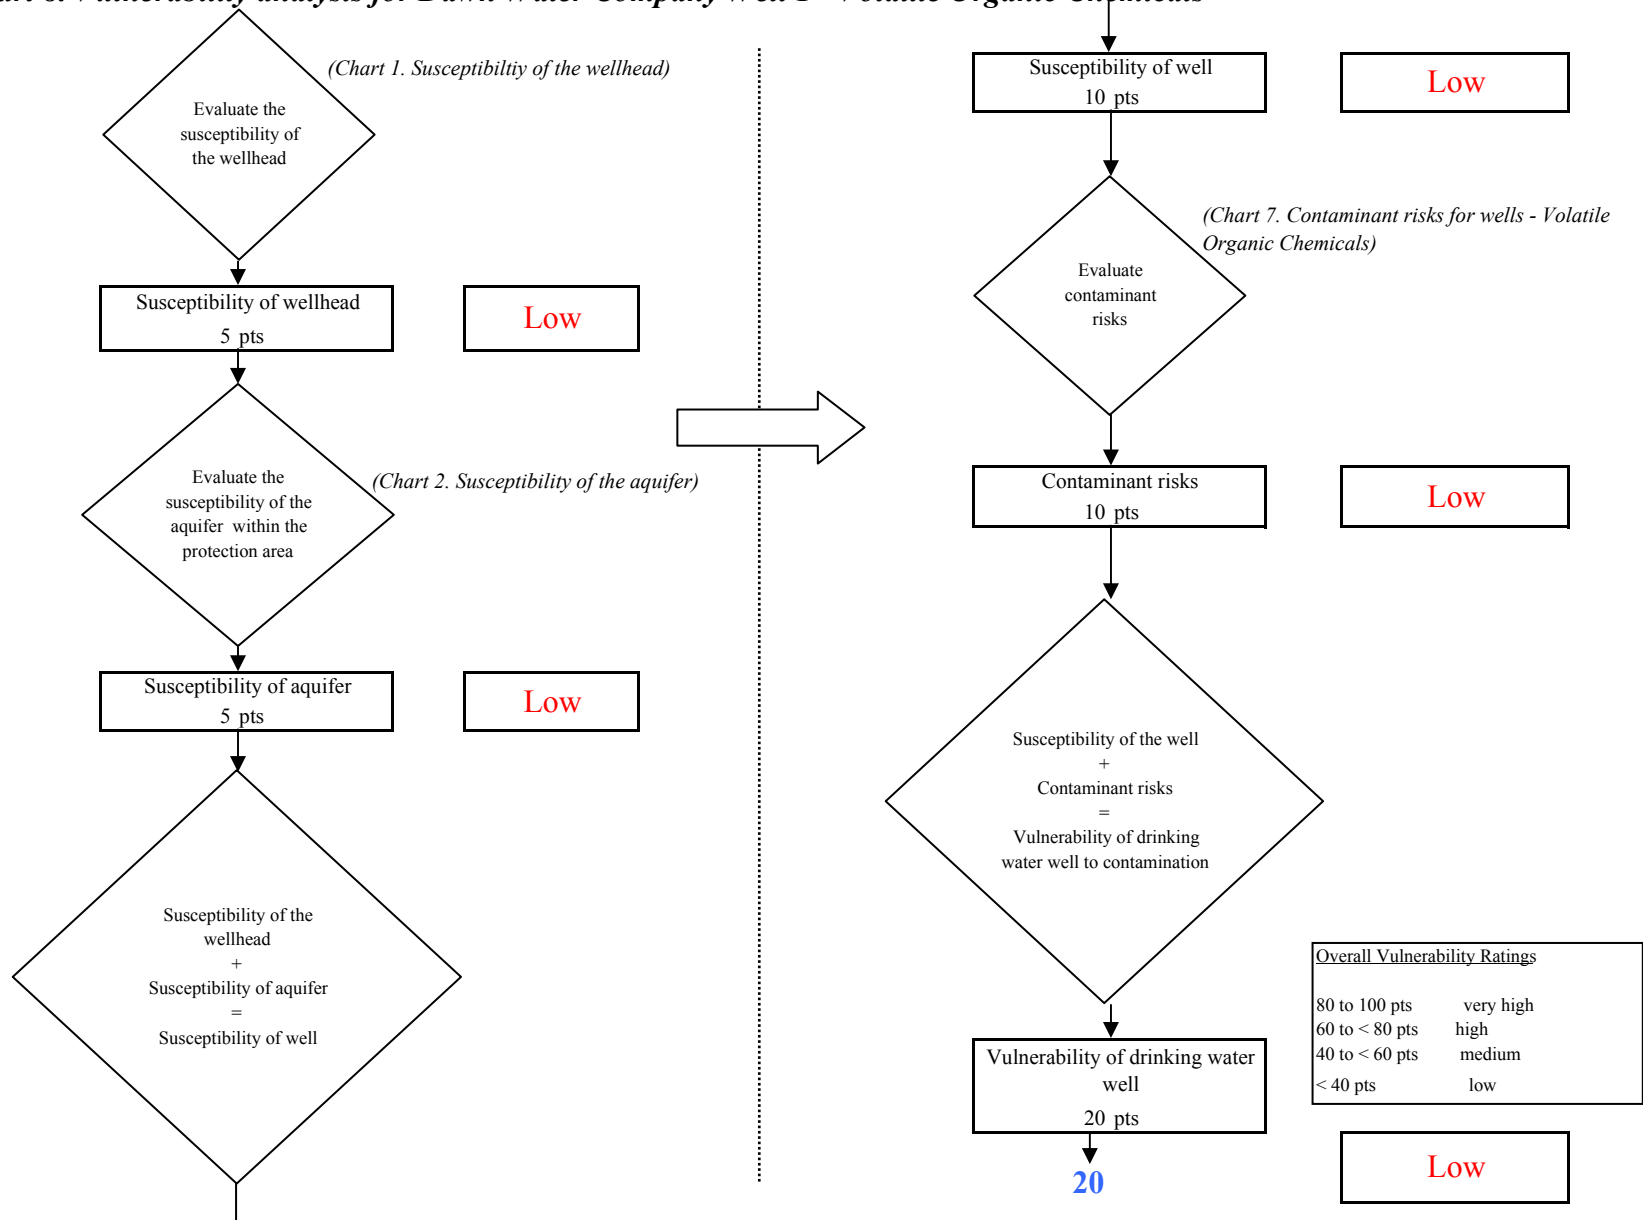 (Chart 1. Susceptibiltiy of the wellhead)
Evaluate the
susceptibility of
the wellhead
Susceptibility of wellhead
5 pts
Low
Evaluate the
susceptibility of the
aquifer within the
protection area
(Chart 2. Susceptibility of the aquifer)
Susceptibility of aquifer
5 pts
Low
Susceptibility of the
wellhead
+
Susceptibility of aquifer
=
Susceptibility of well
Susceptibility of well
10 pts
Low
(Chart 7. Contaminant risks for wells - Volatile
Organic Chemicals)
Evaluate
contaminant
risks
Contaminant risks
10 pts
Low
Susceptibility of the well
+
Contaminant risks
=
Vulnerability of drinking
water well to contamination
Overall Vulnerability Ratings
80 to 100 pts very high
60 to < 80 pts high
40 to < 60 pts medium
< 40 pts low
Vulnerability of drinking water
well
20 pts
20
Low